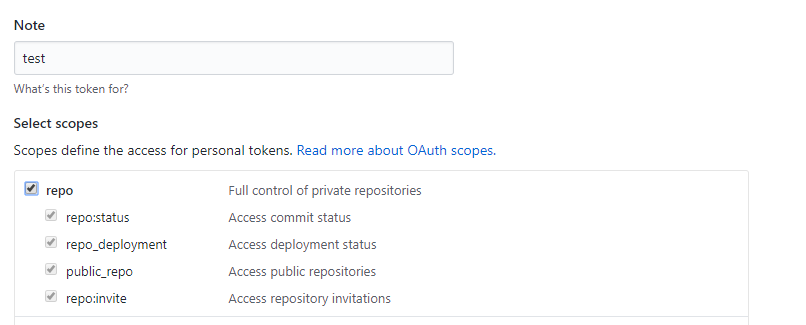 Note
test
What's this token for?
Select scopes
Scopes define the access for personal tokens. Read more about OAuth scopes.
repo Full control of private repositories
repo:status Access commit status
repo_deployment Access deployment status
public_repo Access public repositories
repo:invite Access repository invitations